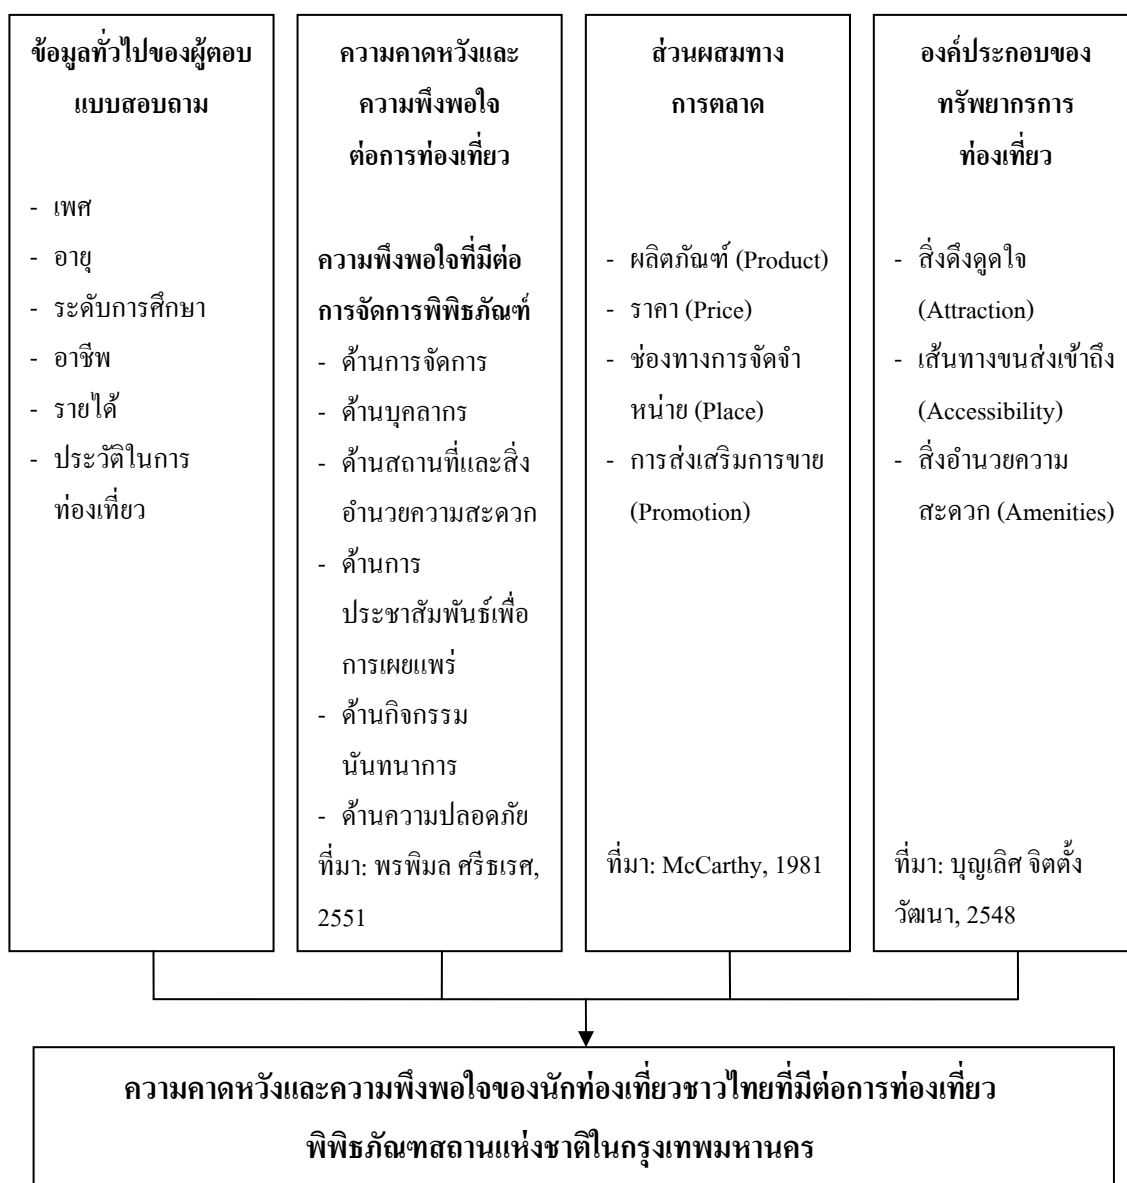 ข้อมูลทั่วไปของผู้ตอบ
แบบสอบถาม
- เพศ
- อายุ
- ระดับการศึกษา
- อาชีพ
- รายได้
- ประวัติในการ
ท่องเที่ยว
ความคาดหวังและ
ความพึงพอใจ
ต่อการท่องเที่ยว
ความพึงพอใจที่มีต่อ
การจัดการพิพิธภัณฑ์
- ด้านการจัดการ
- ด้านบุคลากร
- ด้านสถานที่และสิ่ง
อำนวยความสะดวก
- ด้านการ
ประชาสัมพันธ์เพื่อ
การเผยแพร่
- ด้านกิจกรรม
นันทนาการ
- ด้านความปลอดภัย
ที่มา: พรพิมล ศรีธเรศ,
2551
ส่วนผสมทาง
การตลาด
- ผลิตภัณฑ์ (Product)
- ราคา (Price)
- ช่องทางการจัดจำ
หน่าย (Place)
- การส่งเสริมการขาย
(Promotion)
ที่มา: McCarthy, 1981
องค์ประกอบของ
ทรัพยากรการ
ท่องเที่ยว
- สิ่งดึงดูดใจ
(Attraction)
- เส้นทางขนส่งเข้าถึง
(Accessibility)
- สิ่งอำนวยความ
สะดวก (Amenities)
ที่มา: บุญเลิศ จิตตั้ง
วัฒนา, 2548
ความคาดหวังและความพึงพอใจของนักท่องเที่ยวชาวไทยที่มีต่อการท่องเที่ยว
พิพิธภัณฑสถานแห่งชาติในกรุงเทพมหานคร